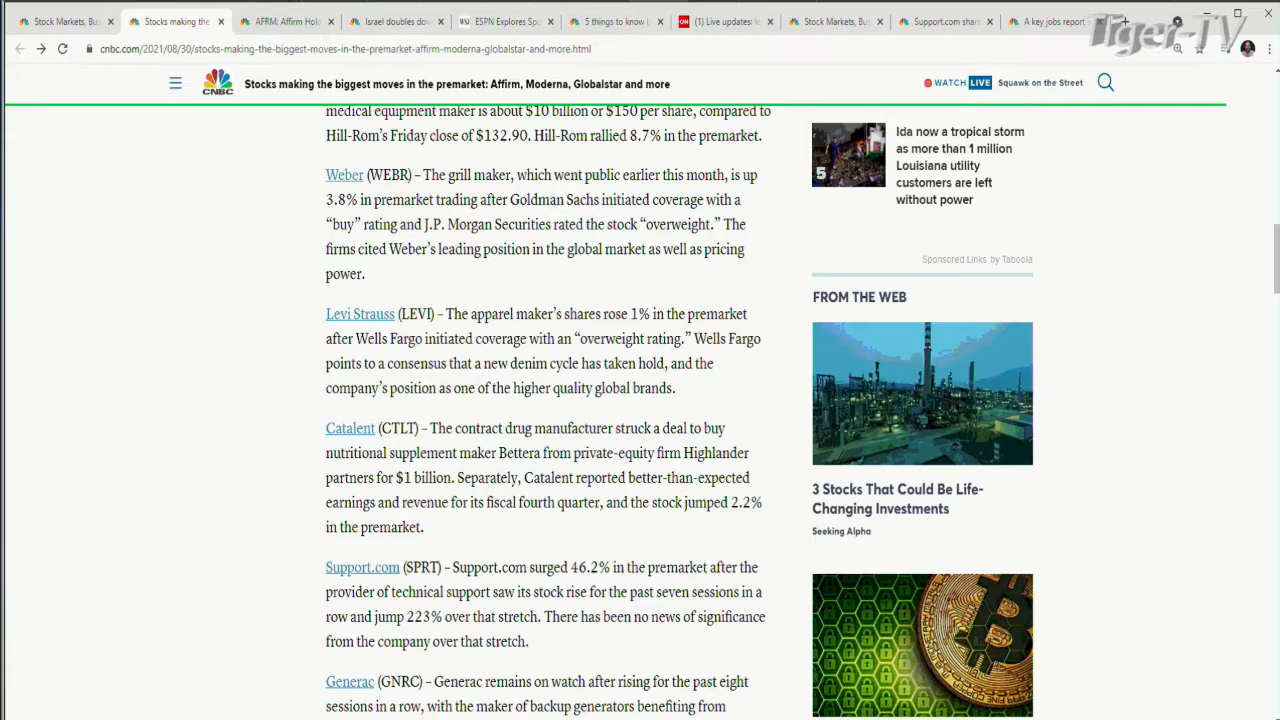 Stock Markets, Bus
Stocks making the
AFRM: Affirm Hold
Israel doubles dow
WSJ
ESPN Explores Spo
5 things to know b
(1) Live updates: le
Stock Markets, Bus
Support.com share
A key jobs report
Tiger-TV
cnbc.com/2021/08/30/stocks-making-the-biggest-moves-in-the-premarket-affirm-moderna-globalstar-and-more.html
CNBC
Stocks making the biggest moves in the premarket: Affirm, Moderna, Globalstar and more
WATCH LIVE
Squawk on the Street
medical equipment maker is about $10 billion or $150 per share, compared to
Hill-Rom’s Friday close of $132.90. Hill-Rom rallied 8.7% in the premarket.
Weber (WEBR) – The grill maker, which went public earlier this month, is up
3.8% in premarket trading after Goldman Sachs initiated coverage with a
“buy” rating and J.P. Morgan Securities rated the stock “overweight.” The
firms cited Weber’s leading position in the global market as well as pricing
power.
Levi Strauss (LEVI) – The apparel maker’s shares rose 1% in the premarket
after Wells Fargo initiated coverage with an “overweight rating.” Wells Fargo
points to a consensus that a new denim cycle has taken hold, and the
company’s position as one of the higher quality global brands.
Catalent (CTLT) – The contract drug manufacturer struck a deal to buy
nutritional supplement maker Bettera from private-equity firm Highlander
partners for $1 billion. Separately, Catalent reported better-than-expected
earnings and revenue for its fiscal fourth quarter, and the stock jumped 2.2%
in the premarket.
Support.com (SPRT) – Support.com surged 46.2% in the premarket after the
provider of technical support saw its stock rise for the past seven sessions in a
row and jump 223% over that stretch. There has been no news of significance
from the company over that stretch.
Generac (GNRC) – Generac remains on watch after rising for the past eight
sessions in a row, with the maker of backup generators benefiting from
5
Ida now a tropical storm
as more than 1 million
Louisiana utility
customers are left
without power
Sponsored Links by Taboola
FROM THE WEB
3 Stocks That Could Be Life-
Changing Investments
Seeking Alpha